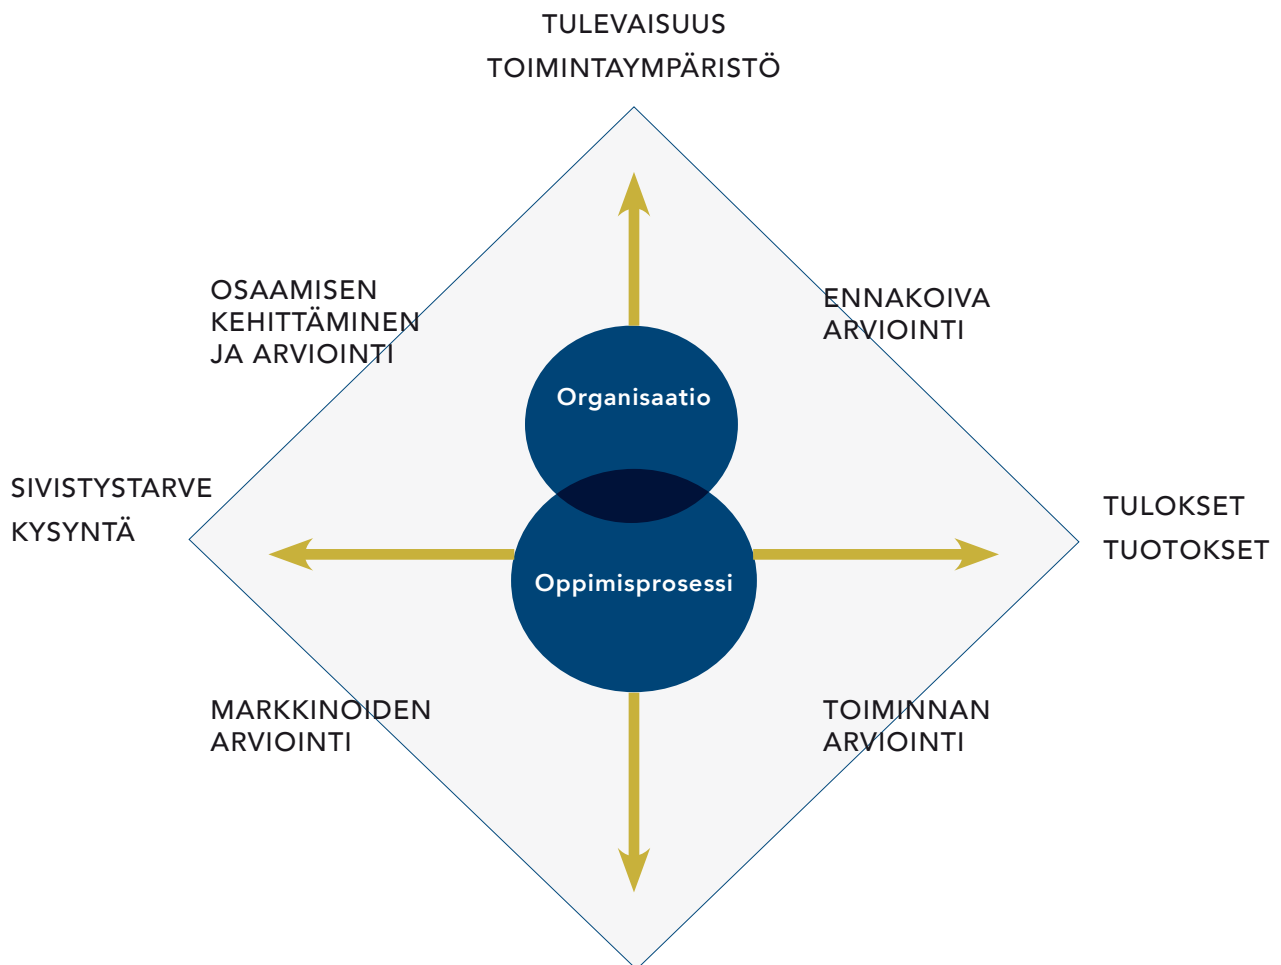 TULEVAISUUS
TOIMINTAYMPÄRISTÖ
OSAAMISEN
KEHITTÄMINEN
JA ARVIOINTI
ENNAKOIVA
ARVIOINTI
Organisaatio
SIVISTYSTARVE
KYSYNTÄ
TULOKSET
TUOTOKSET
Oppimisprosessi
MARKKINOIDEN
ARVIOINTI
TOIMINNAN
ARVIOINTI